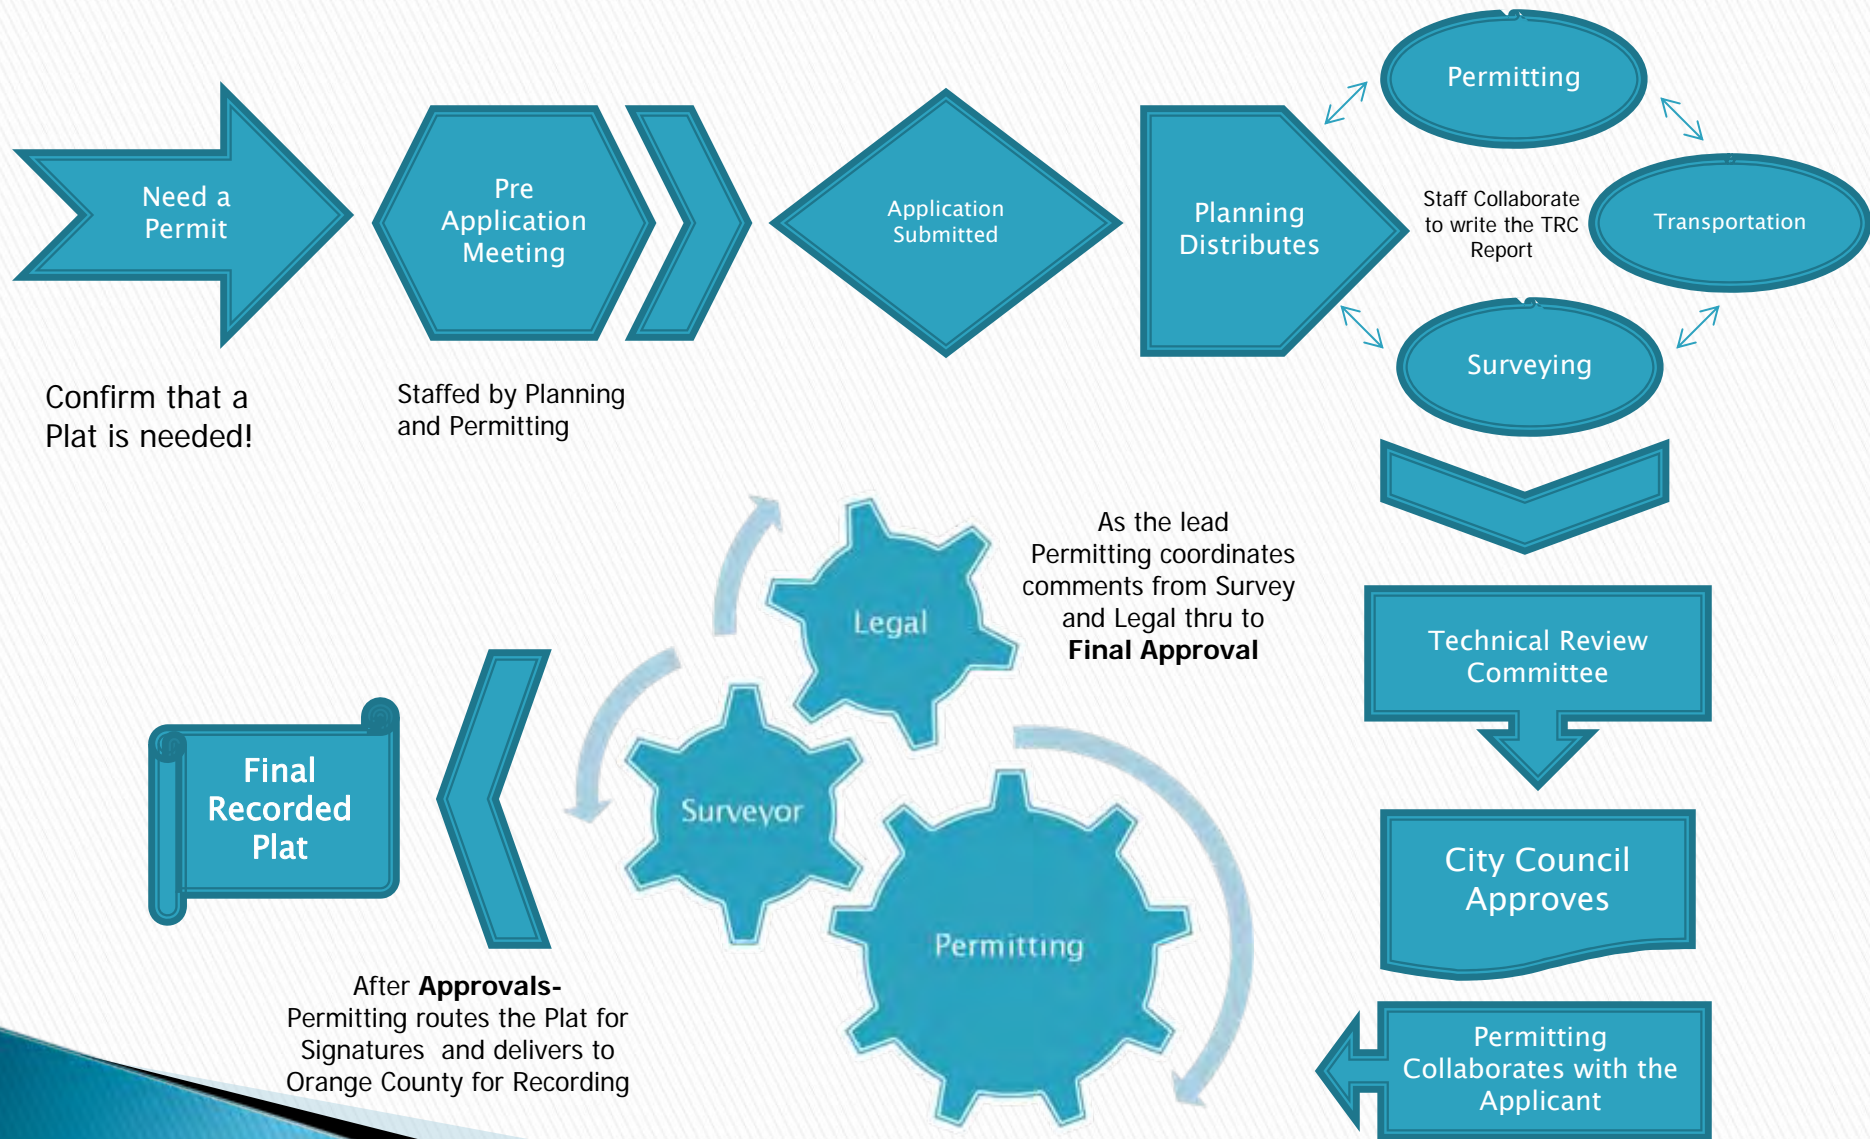 Need a
Permit
Confirm that a
Plat is needed!
Pre
Application
Meeting
Staffed by Planning
and Permitting
Application
Submitted
Planning
Distributes
Permitting
Staff Collaborate
to write the TRC
Report
Transportation
Surveying
Technical Review
Committee
City Council
Approves
Permitting
Collaborates with the
Applicant
As the lead
Permitting coordinates
comments from Survey
and Legal thru to
Final Approval
Legal
Surveyor
Permitting
After Approvals-
Permitting routes the Plat for
Signatures and delivers to
Orange County for Recording
Final
Recorded
Plat